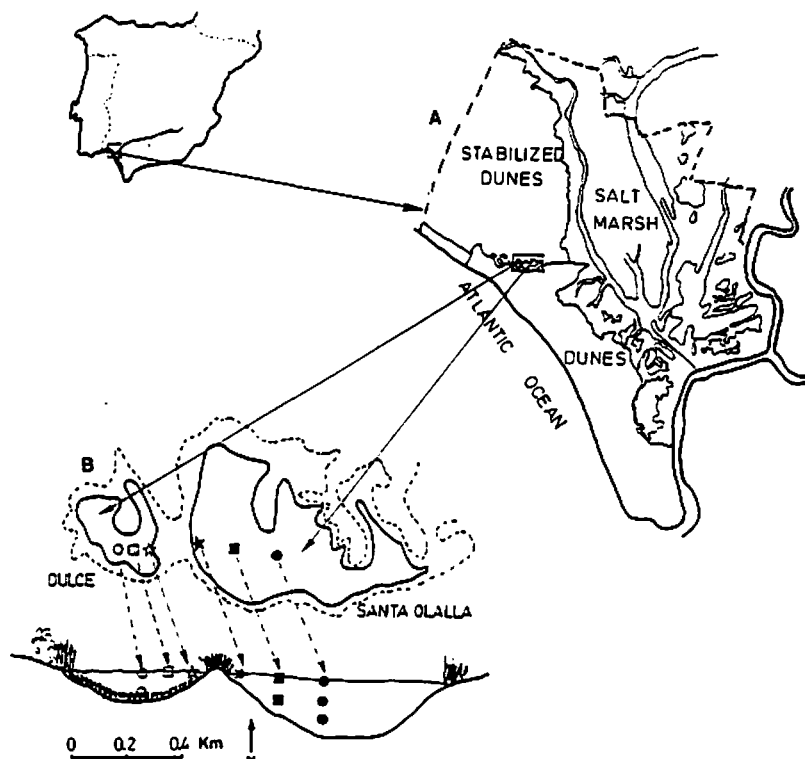 A
STABILIZED
DUNES
SALT
MARSH
ATLANTIC OCEAN
DUNES
B
DULCE
SANTA OLALLA
0 0.2 0.4 Km